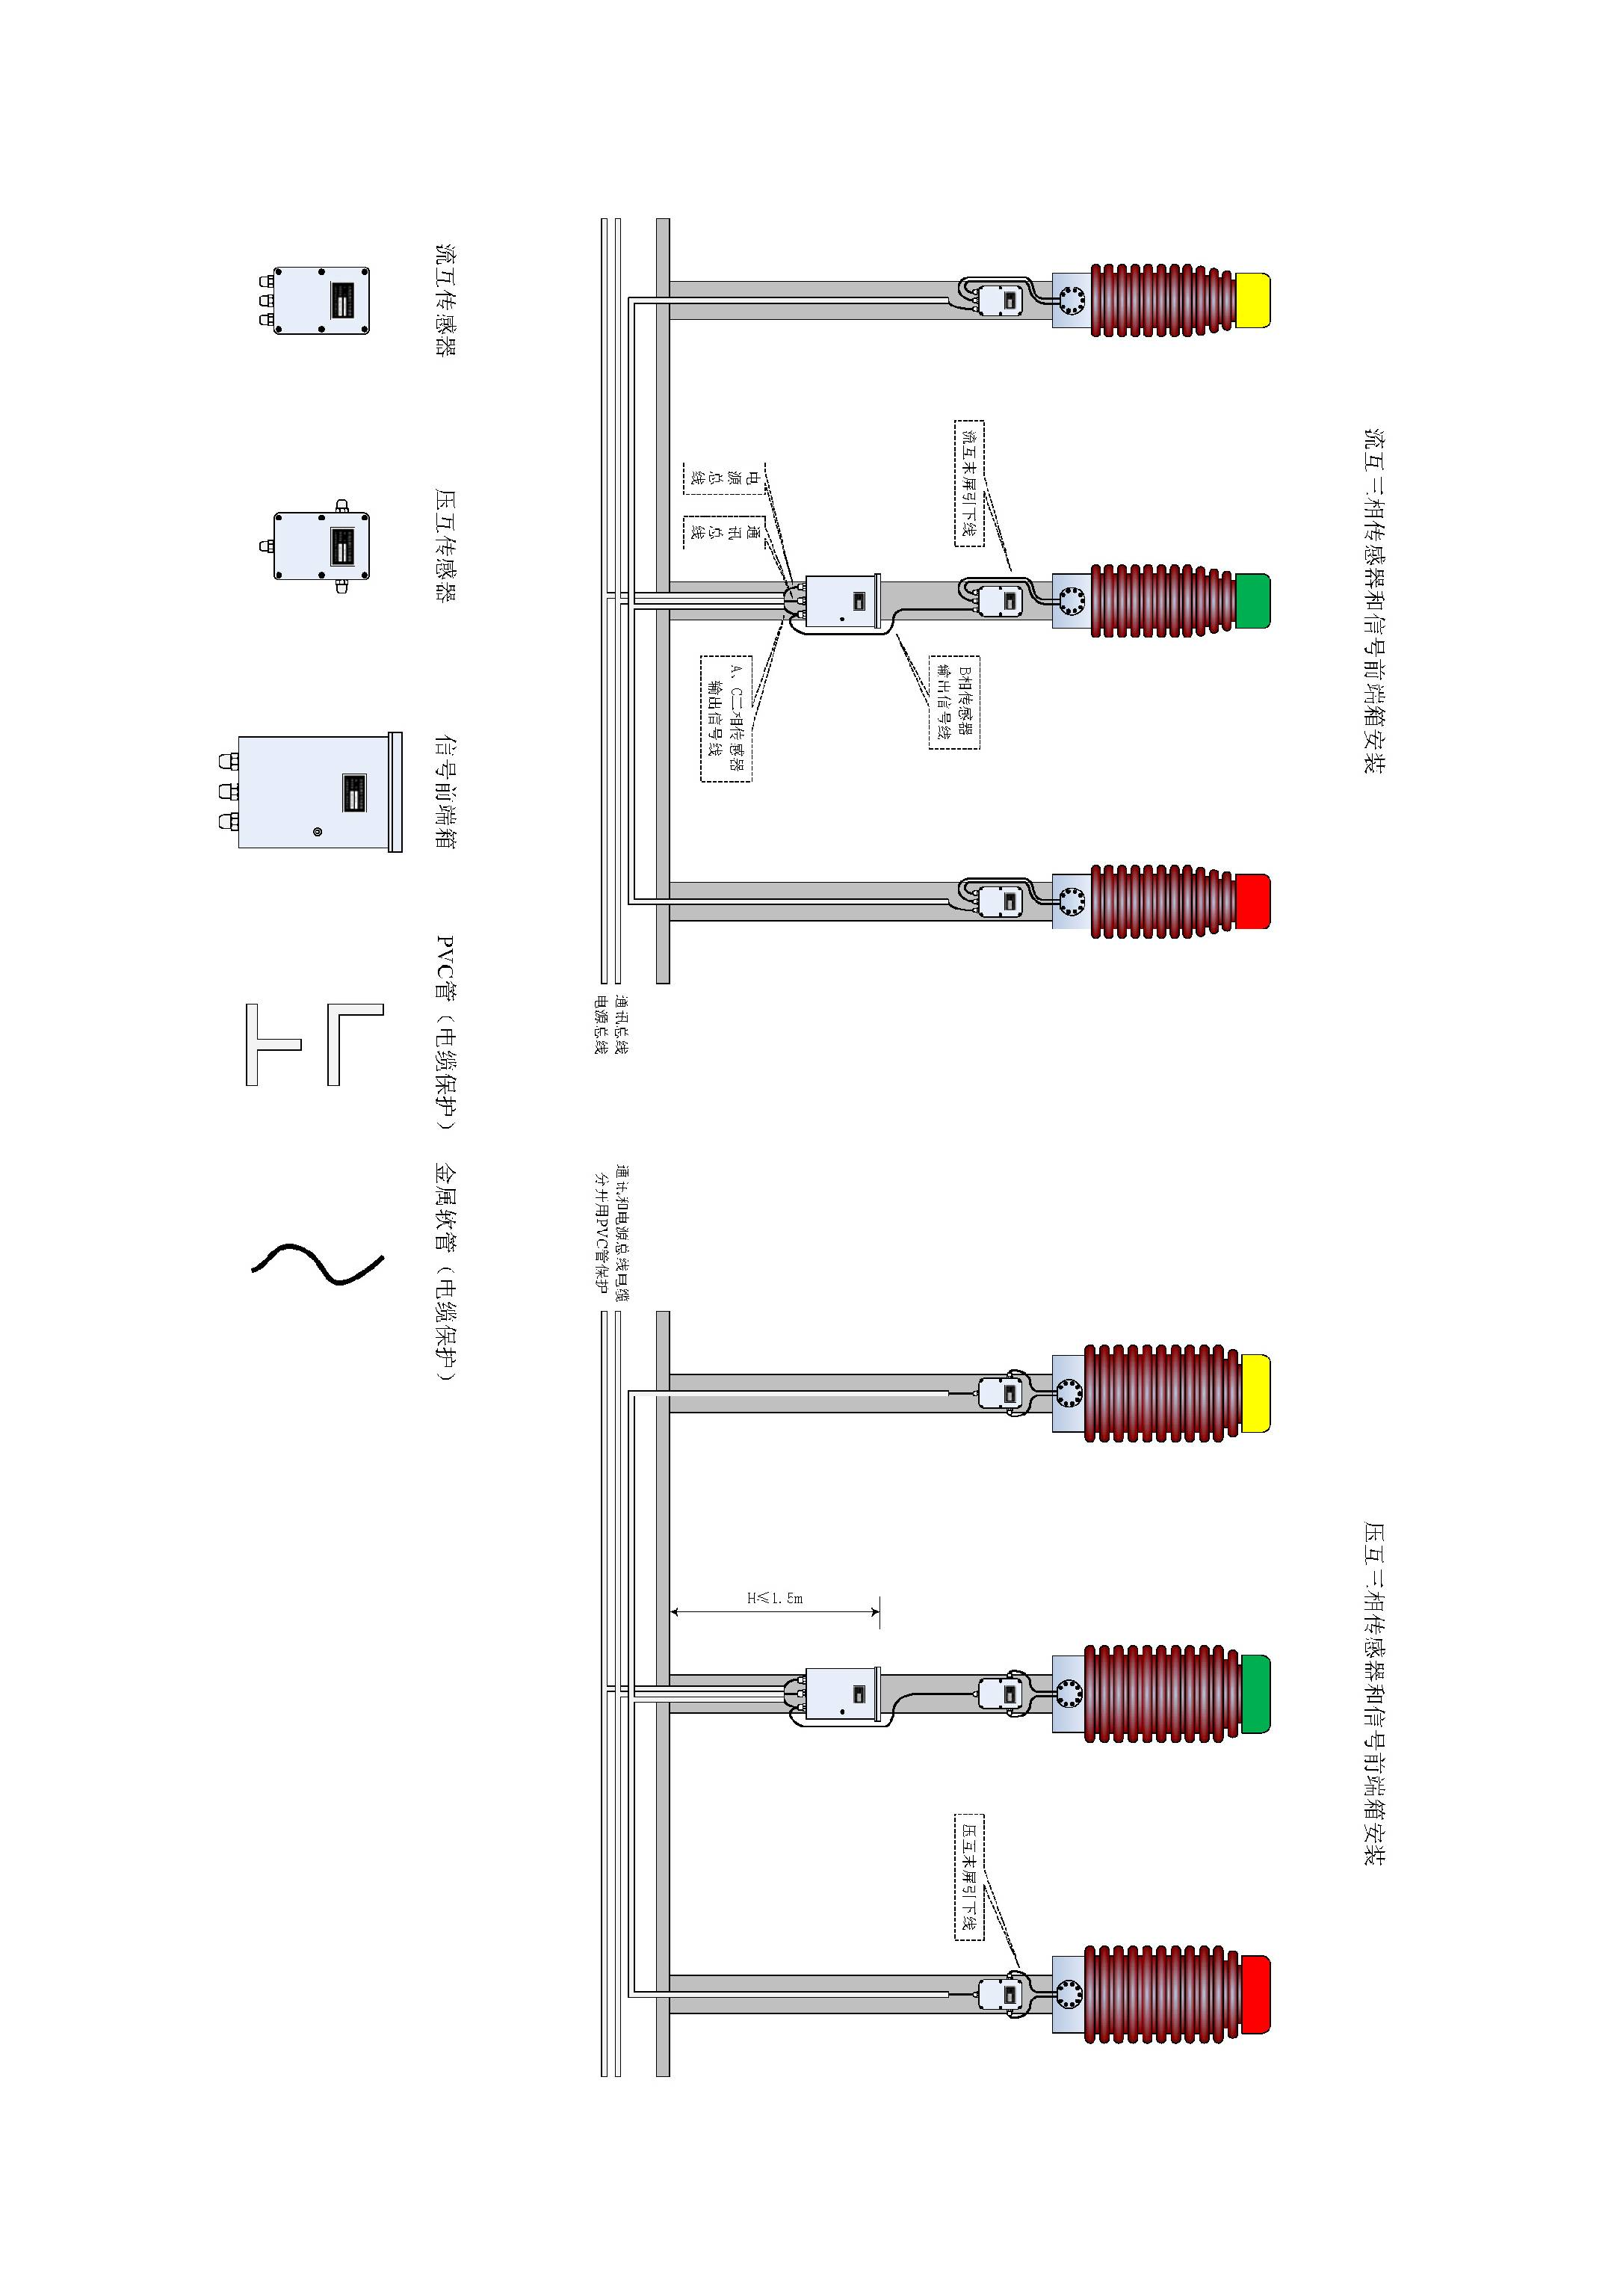 流互三相传感器和信号前端箱安装
压互三相传感器和信号前端箱安装
流互末屏引下线
B相传感器
输出信号线
压互末屏引下线
电
源
总
线
通
讯
总
线
A、C二相传感器
输出信号线
H≤1.5m
通讯总线
电源总线
通讯和电源总线电缆
分开用PVC管保护
流互传感器
压互传感器
信号前端箱
PVC管（电缆保护）
金属软管（电缆保护）